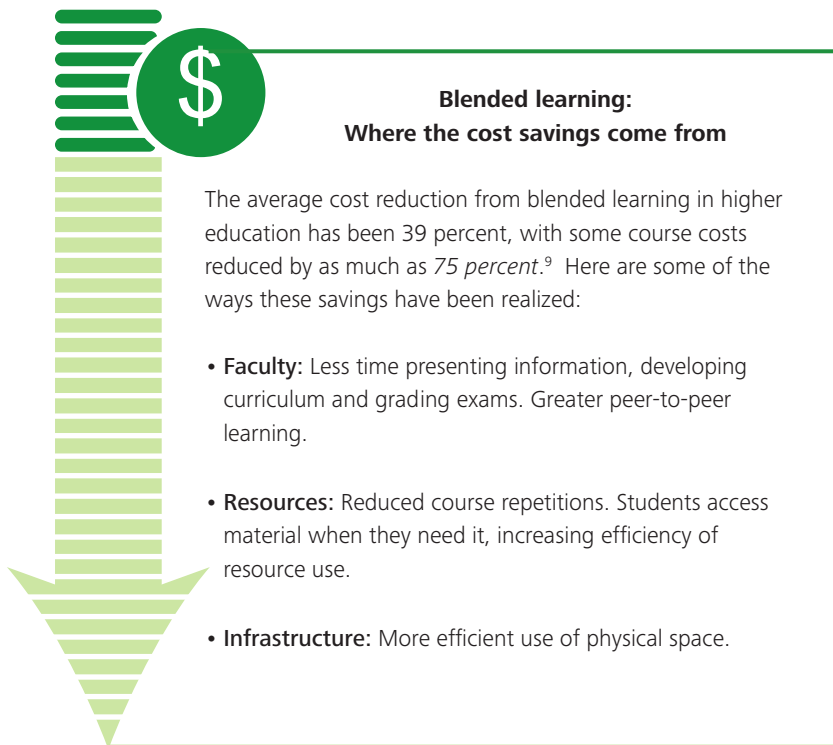 $
Blended learning:
Where the cost savings come from
The average cost reduction from blended learning in higher
education has been 39 percent, with some course costs
reduced by as much as 75 percent.⁹ Here are some of the
ways these savings have been realized:
• Faculty: Less time presenting information, developing
curriculum and grading exams. Greater peer-to-peer
learning.
• Resources: Reduced course repetitions. Students access
material when they need it, increasing efficiency of
resource use.
• Infrastructure: More efficient use of physical space.